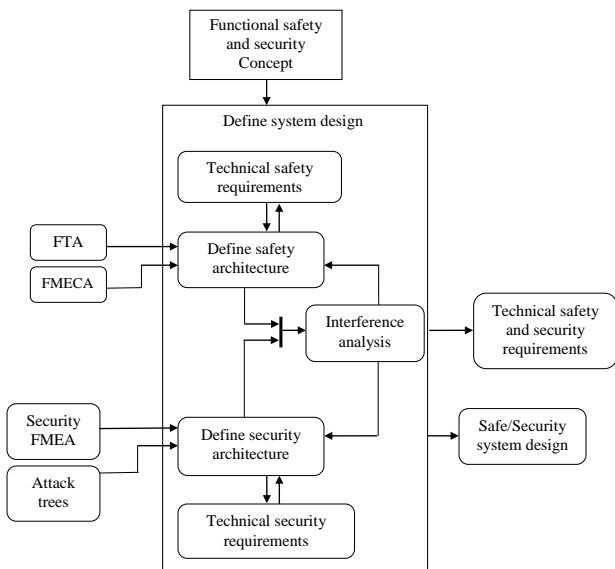 Functional safety
and security
Concept
Define system design
Technical safety
requirements
FTA
Define safety
architecture
FMECA
Interference
analysis
Technical safety
and security
requirements
Security
FMEA
Define security
architecture
Safe/Security
system design
Attack
trees
Technical security
requirements